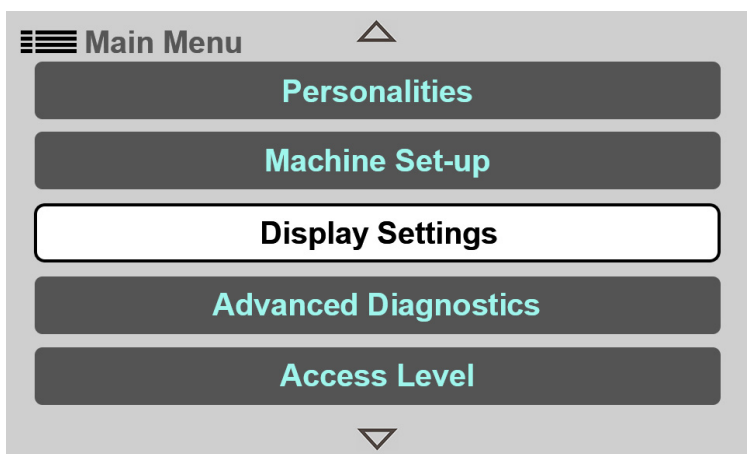 Main Menu
Personalities
Machine Set-up
Display Settings
Advanced Diagnostics
Access Level